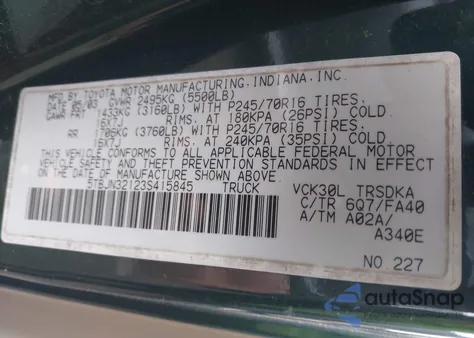 MFD BY TOYOTA MOTOR MANUFACTURING, INDIANA, INC.
DATE 05/03 GVWR 2495KG (5500LB)
GAWR FRT 1433KG (3160LB) WITH P245/70R16 TIRES.
16X7J RIMS. AT 180KPA (26PSI) COLD.
RR 1706KG (3760LB) WITH P245/70R16 TIRES.
16X7J RIMS. AT 240KPA (35PSI) COLD.
THIS VEHICLE CONFORMS TO ALL APPLICABLE FEDERAL MOTOR
VEHICLE SAFETY AND THEFT PREVENTION STANDARDS IN EFFECT
ON THE DATE OF MANUFACTURE SHOWN ABOVE.
5TBJN32123S415845 TRUCK
VCK30L TRSDKA
C/TR 6Q7/FA40
A/TM A02A/
A340E
NO 227
autoSnap